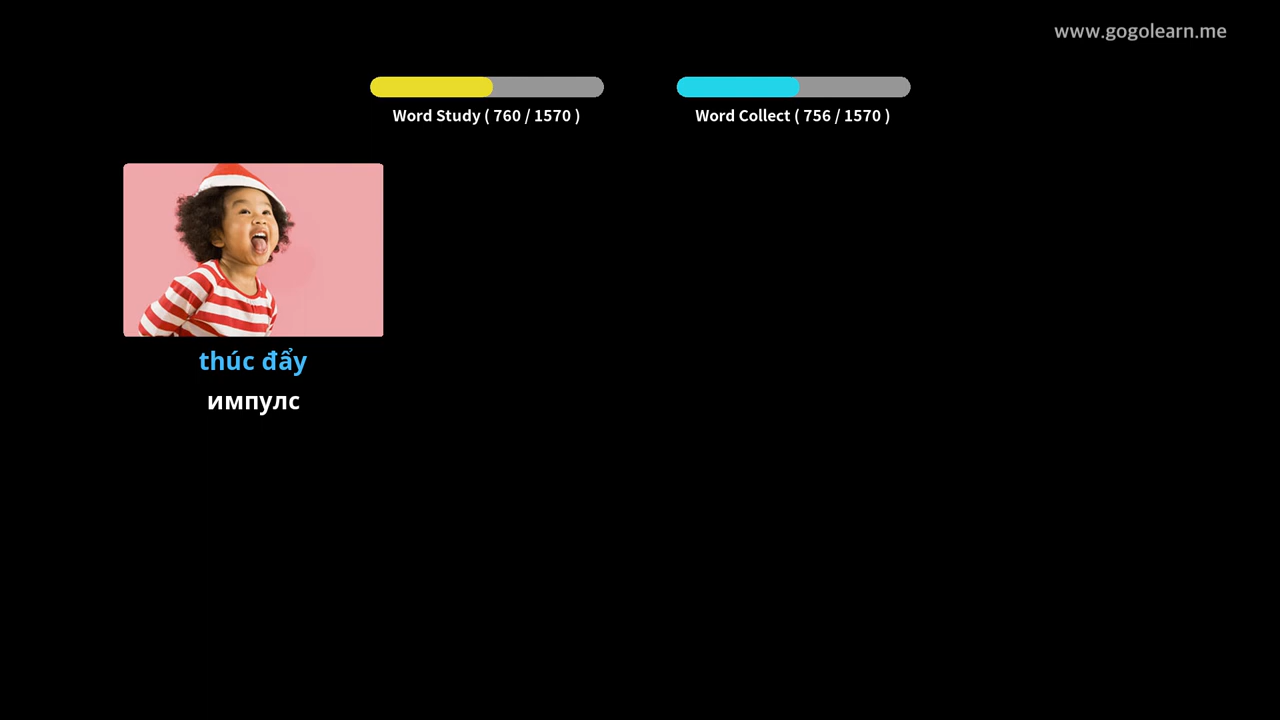 www.gogolearn.me
Word Study ( 760 / 1570 )
Word Collect ( 756 / 1570 )
thúc đẩy
импулс